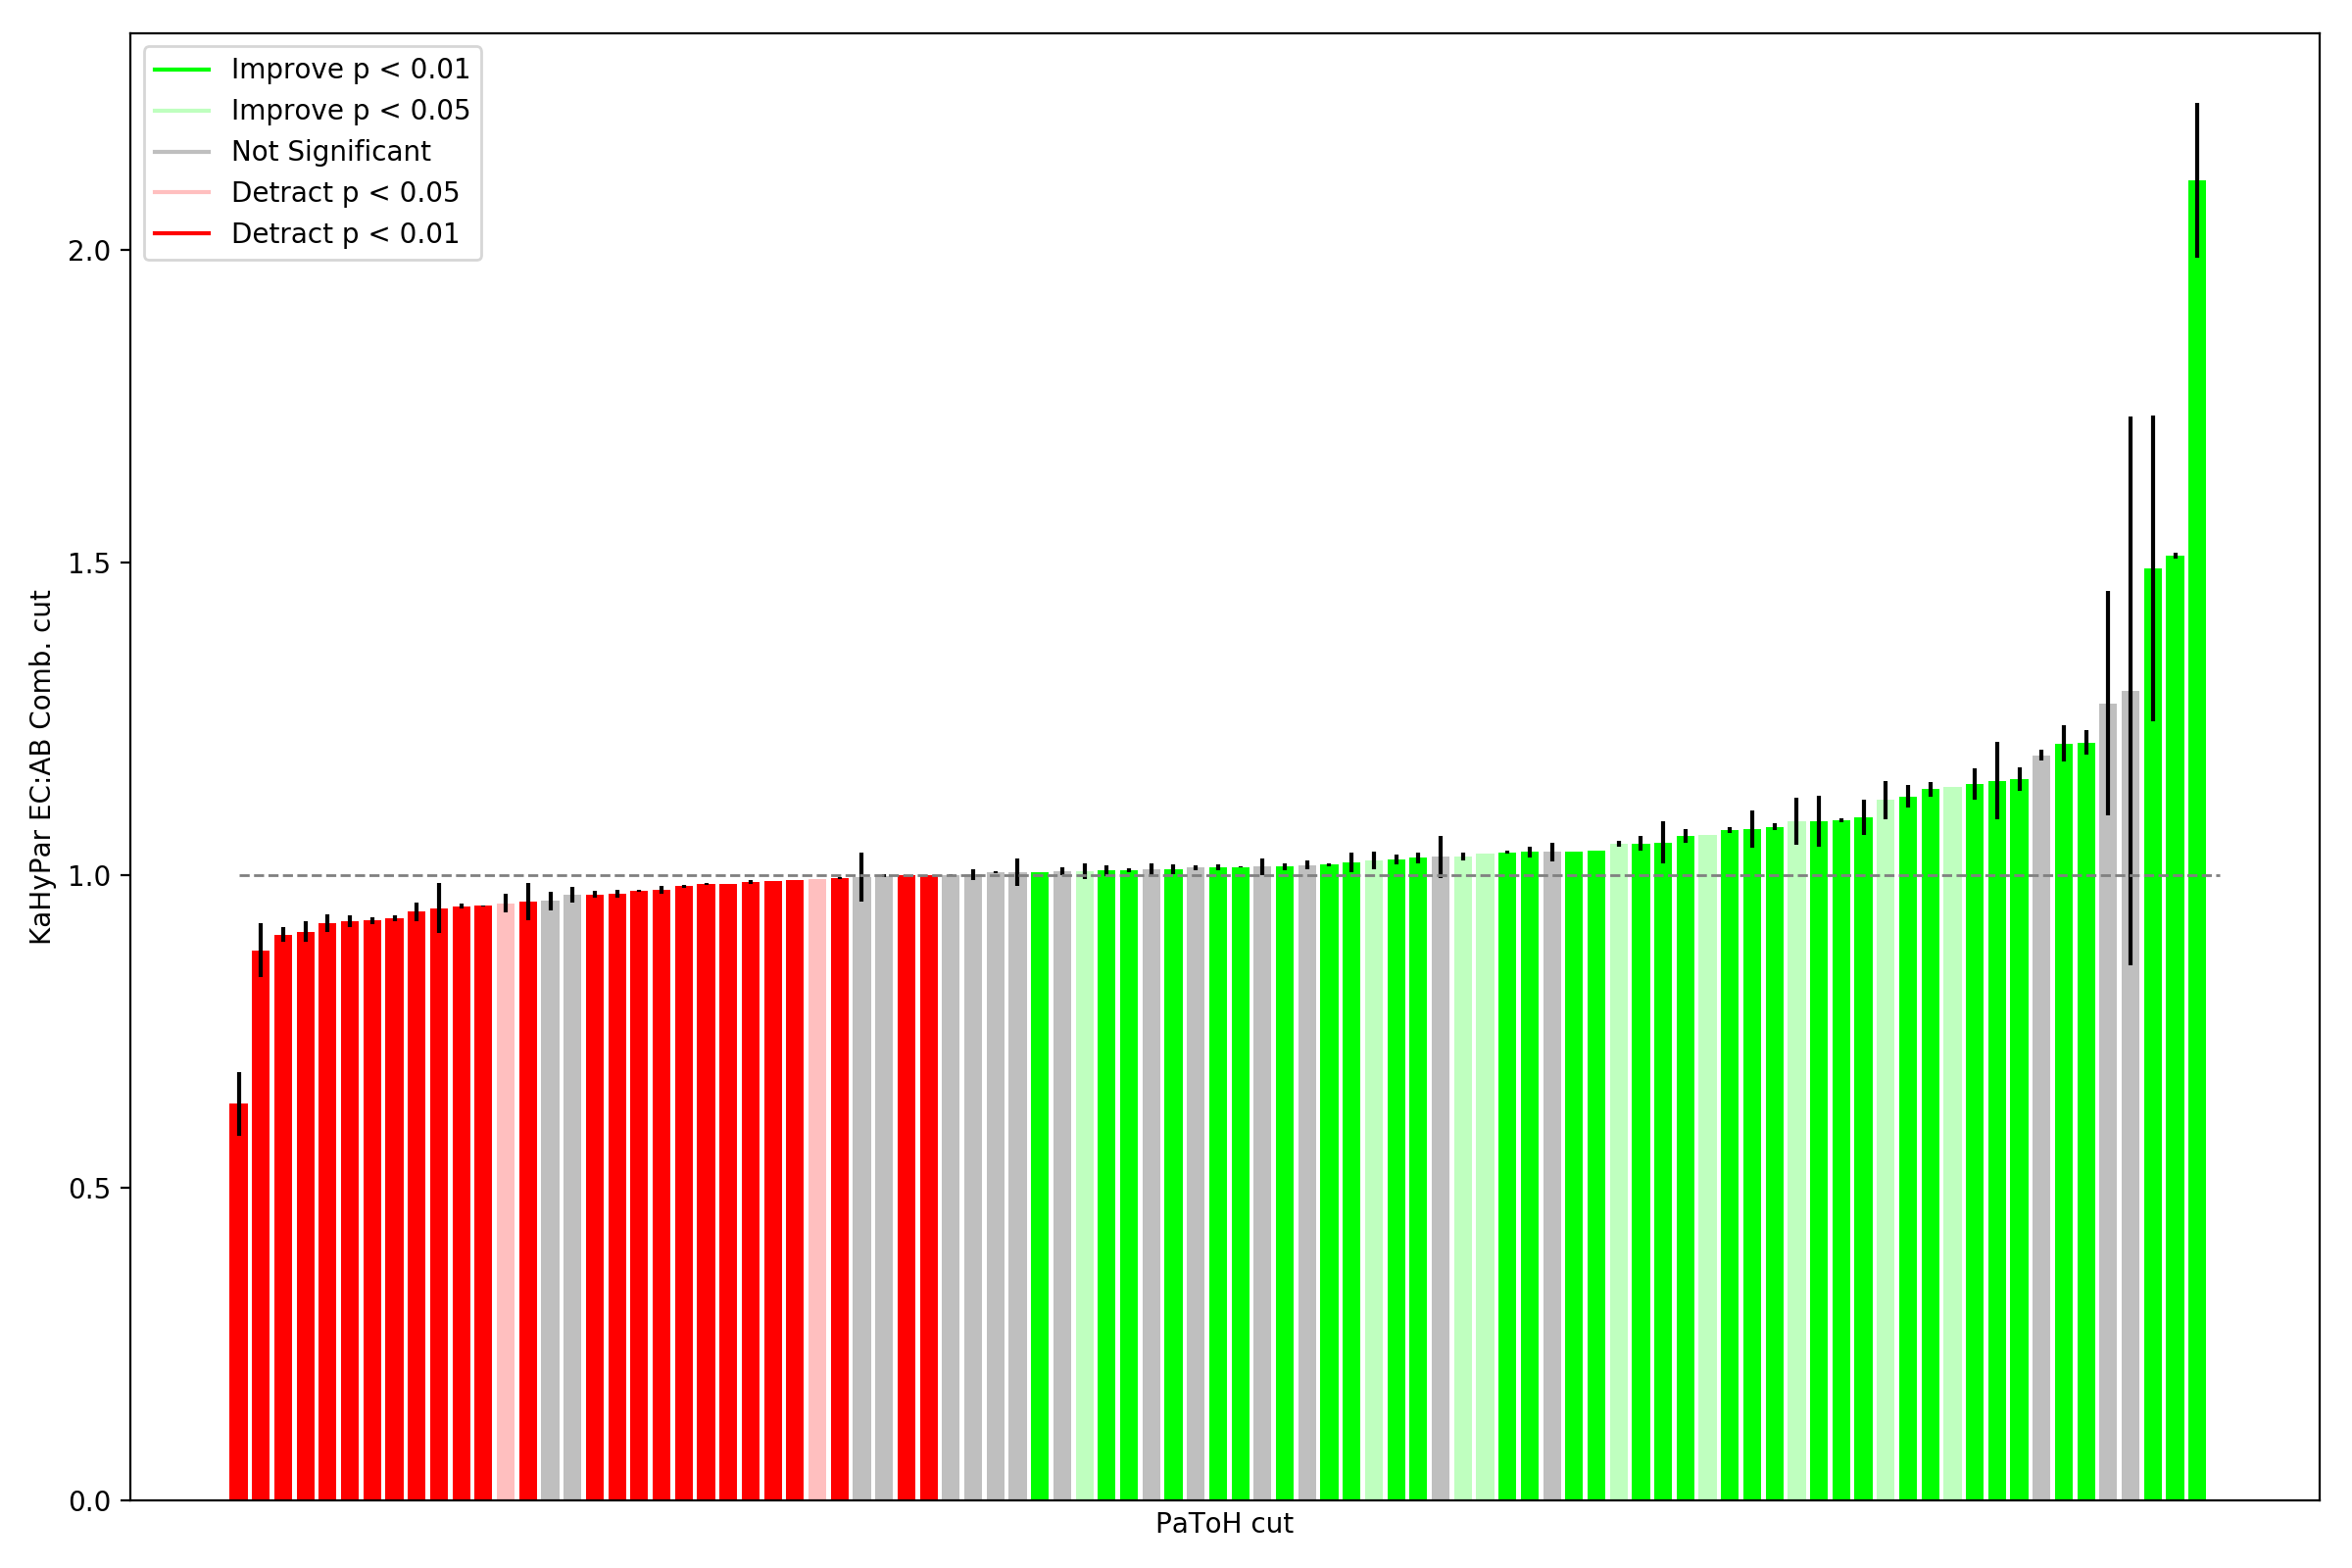 Improve p < 0.01
Improve p < 0.05
Not Significant
Detract p < 0.05
Detract p < 0.01
2.0
1.5
1.0
0.5
0.0
KaHyPar EC:AB Comb. cut
PaToH cut